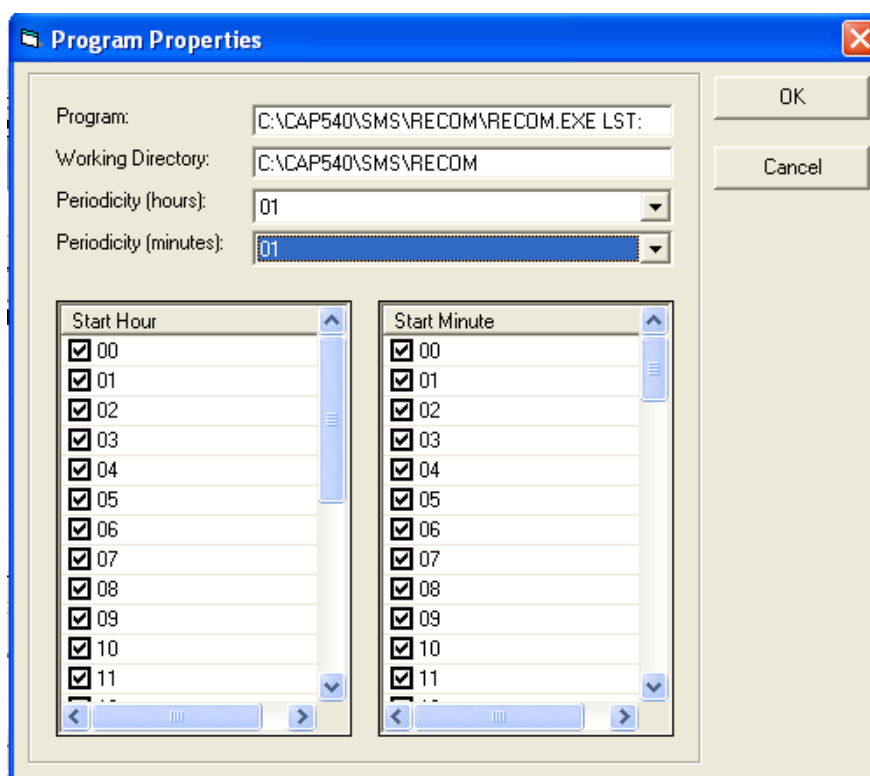 Program Properties
OK
Program:
C:\CAP540\SMS\RECOM\RECOM.EXE LST:
Working Directory:
C:\CAP540\SMS\RECOM
Cancel
Periodicity (hours):
01
Periodicity (minutes):
01
Start Hour
Start Minute
00
00
01
01
02
02
03
03
04
04
05
05
06
06
07
07
08
08
09
09
10
10
11
11